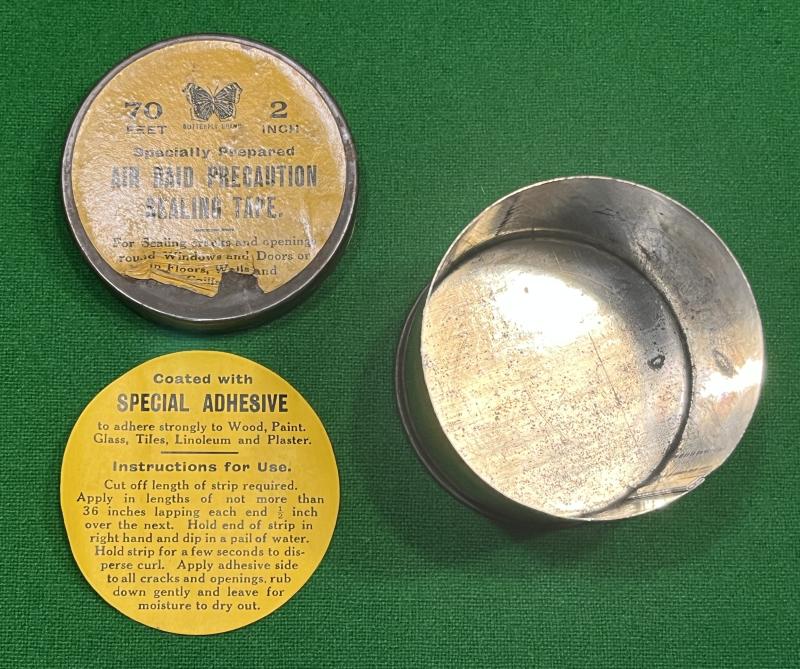 70 FEET
BUTTERFLY BRAND
2 INCH
Specially Prepared
AIR RAID PRECAUTION
SEALING TAPE.
For Sealing cracks and openings
round Windows and Doors or
in Floors, Walls and
Coated with
SPECIAL ADHESIVE
to adhere strongly to Wood, Paint.
Glass, Tiles, Linoleum and Plaster.
Instructions for Use.
Cut off length of strip required.
Apply in lengths of not more than
36 inches lapping each end ½ inch
over the next. Hold end of strip in
right hand and dip in a pail of water.
Hold strip for a few seconds to dis-
perse curl. Apply adhesive side
to all cracks and openings, rub
down gently and leave for
moisture to dry out.